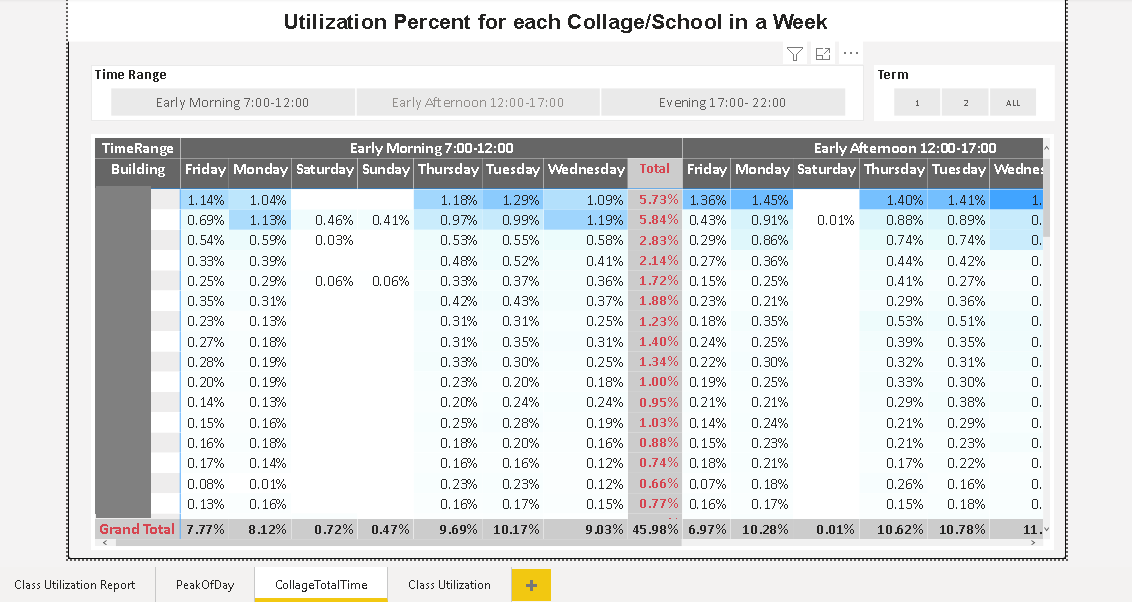 Utilization Percent for each Collage/School in a Week
Time Range
Term
Early Morning 7:00-12:00 Early Afternoon 12:00-17:00 Evening 17:00- 22:00
1 2 ALL
TimeRange Early Morning 7:00-12:00 Early Afternoon 12:00-17:00
Building Friday Monday Saturday Sunday Thursday Tuesday Wednesday Total Friday Monday Saturday Thursday Tuesday Wednes
1.14% 1.04% 1.18% 1.29% 1.09% 5.73% 1.36% 1.45% 1.40% 1.41% 1.
0.69% 1.13% 0.46% 0.41% 0.97% 0.99% 1.19% 5.84% 0.43% 0.91% 0.01% 0.88% 0.89% 0.
0.54% 0.59% 0.03% 0.53% 0.55% 0.58% 2.83% 0.29% 0.86% 0.74% 0.74% 0.
0.33% 0.39% 0.48% 0.52% 0.41% 2.14% 0.27% 0.36% 0.44% 0.42% 0.
0.25% 0.29% 0.06% 0.06% 0.33% 0.37% 0.36% 1.72% 0.15% 0.25% 0.41% 0.27% 0.
0.35% 0.31% 0.42% 0.43% 0.37% 1.88% 0.23% 0.21% 0.29% 0.36% 0.
0.23% 0.13% 0.31% 0.31% 0.25% 1.23% 0.18% 0.35% 0.53% 0.51% 0.
0.27% 0.18% 0.31% 0.35% 0.31% 1.40% 0.24% 0.25% 0.39% 0.35% 0.
0.28% 0.19% 0.33% 0.30% 0.25% 1.34% 0.22% 0.30% 0.32% 0.31% 0.
0.20% 0.19% 0.23% 0.20% 0.18% 1.00% 0.19% 0.25% 0.33% 0.30% 0.
0.14% 0.13% 0.20% 0.24% 0.24% 0.95% 0.21% 0.21% 0.29% 0.38% 0.
0.15% 0.16% 0.25% 0.28% 0.19% 1.03% 0.14% 0.24% 0.21% 0.29% 0.
0.16% 0.18% 0.18% 0.20% 0.16% 0.88% 0.15% 0.23% 0.21% 0.23% 0.
0.17% 0.14% 0.16% 0.16% 0.12% 0.74% 0.18% 0.21% 0.17% 0.22% 0.
0.08% 0.01% 0.23% 0.23% 0.12% 0.66% 0.07% 0.18% 0.26% 0.16% 0.
0.13% 0.16% 0.16% 0.17% 0.15% 0.77% 0.16% 0.17% 0.15% 0.18% 0.
Grand Total 7.77% 8.12% 0.72% 0.47% 9.69% 10.17% 9.03% 45.98% 6.97% 10.28% 0.01% 10.62% 10.78% 11.
Class Utilization Report PeakOfDay CollageTotalTime Class Utilization +